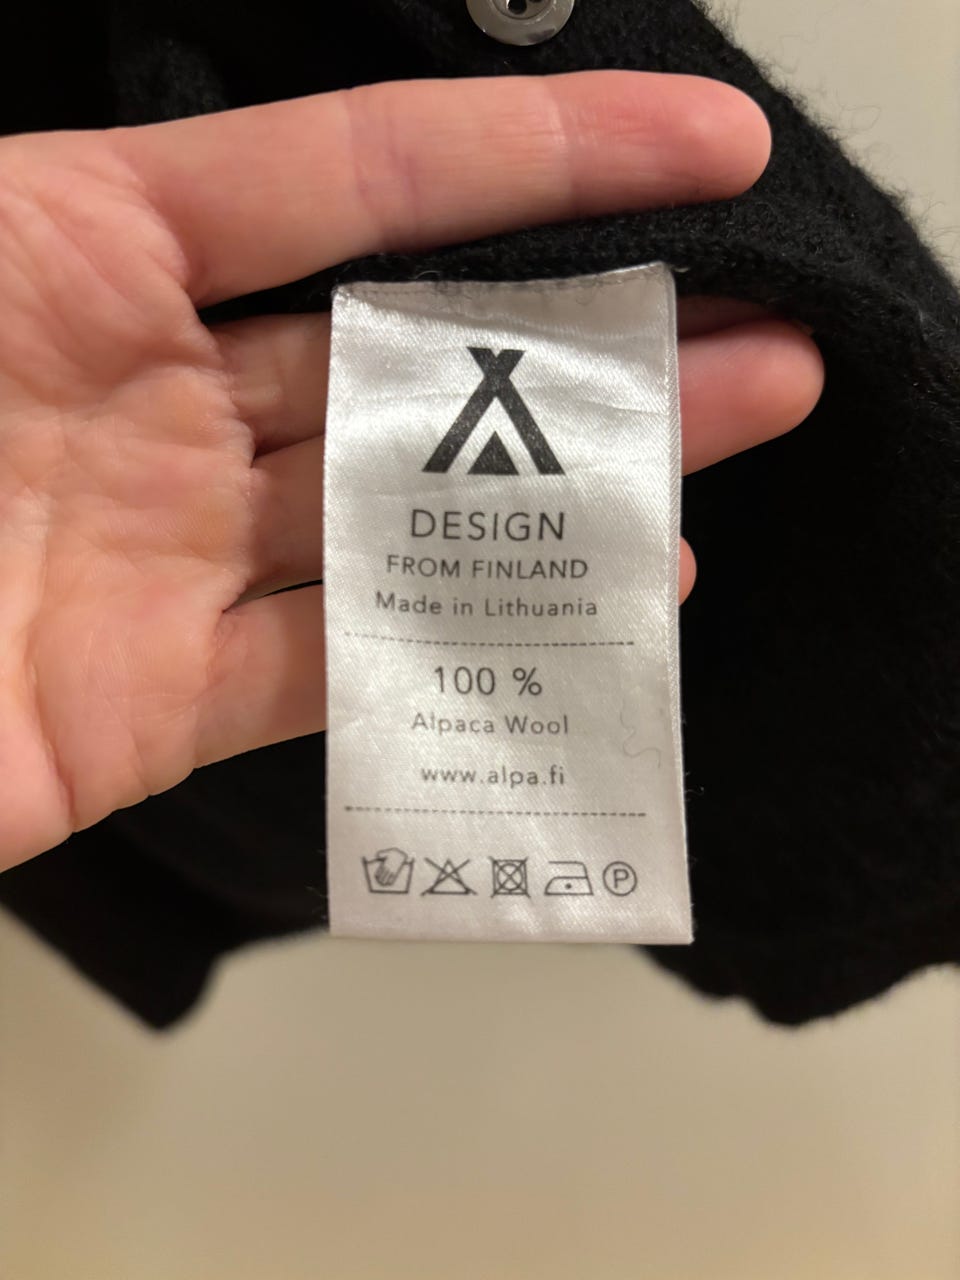 DESIGN
FROM FINLAND
Made in Lithuania
100 %
Alpaca Wool
www.alpa.fi
P